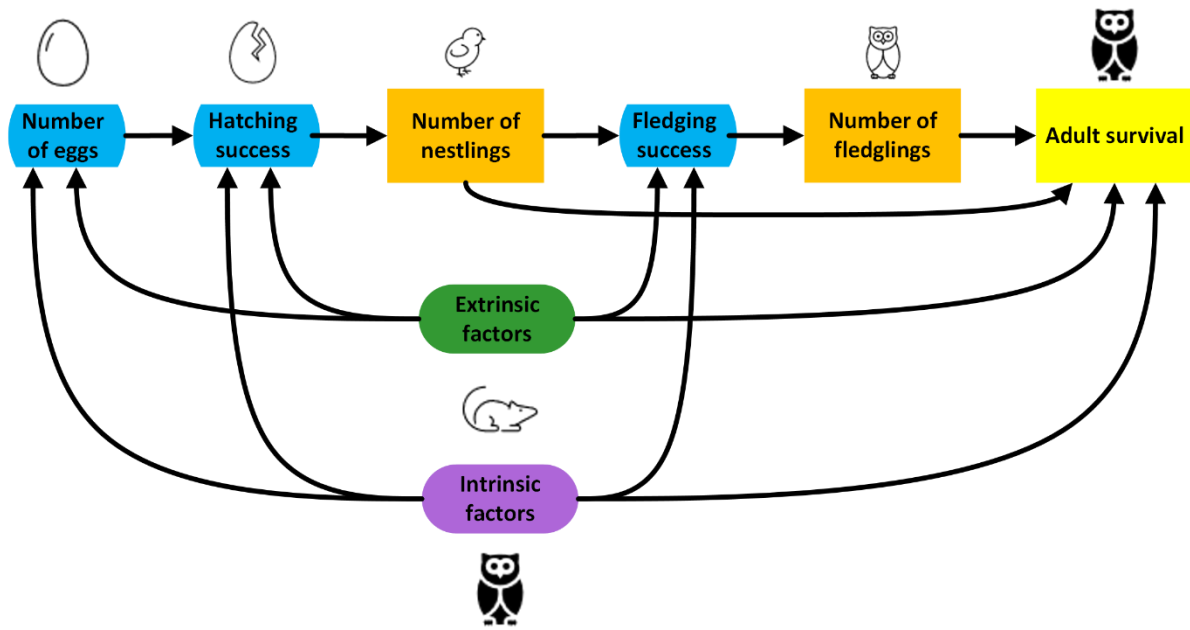 Number
of eggs
Hatching
success
Number of
nestlings
Fledging
success
Number of
fledglings
Adult survival
Extrinsic
factors
Intrinsic
factors